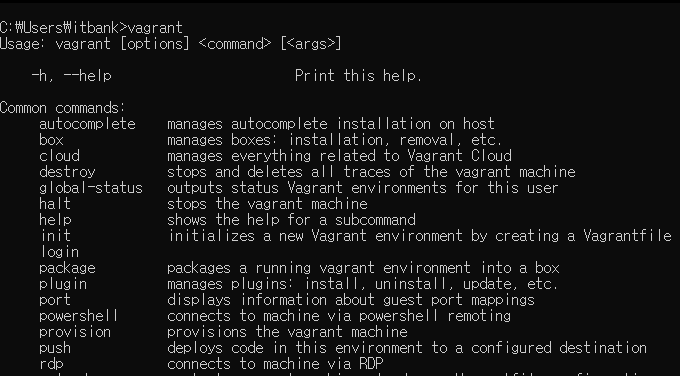 C:₩Users₩itbank>vagrant
Usage: vagrant [options] <command> [<args>]
-h, --help Print this help.
Common commands:
autocomplete manages autocomplete installation on host
box manages boxes: installation, removal, etc.
cloud manages everything related to Vagrant Cloud
destroy stops and deletes all traces of the vagrant machine
global-status outputs status Vagrant environments for this user
halt stops the vagrant machine
help shows the help for a subcommand
init initializes a new Vagrant environment by creating a Vagrantfile
login
package packages a running vagrant environment into a box
plugin manages plugins: install, uninstall, update, etc.
port displays information about guest port mappings
powershell connects to machine via powershell remoting
provision provisions the vagrant machine
push deploys code in this environment to a configured destination
rdp connects to machine via RDP